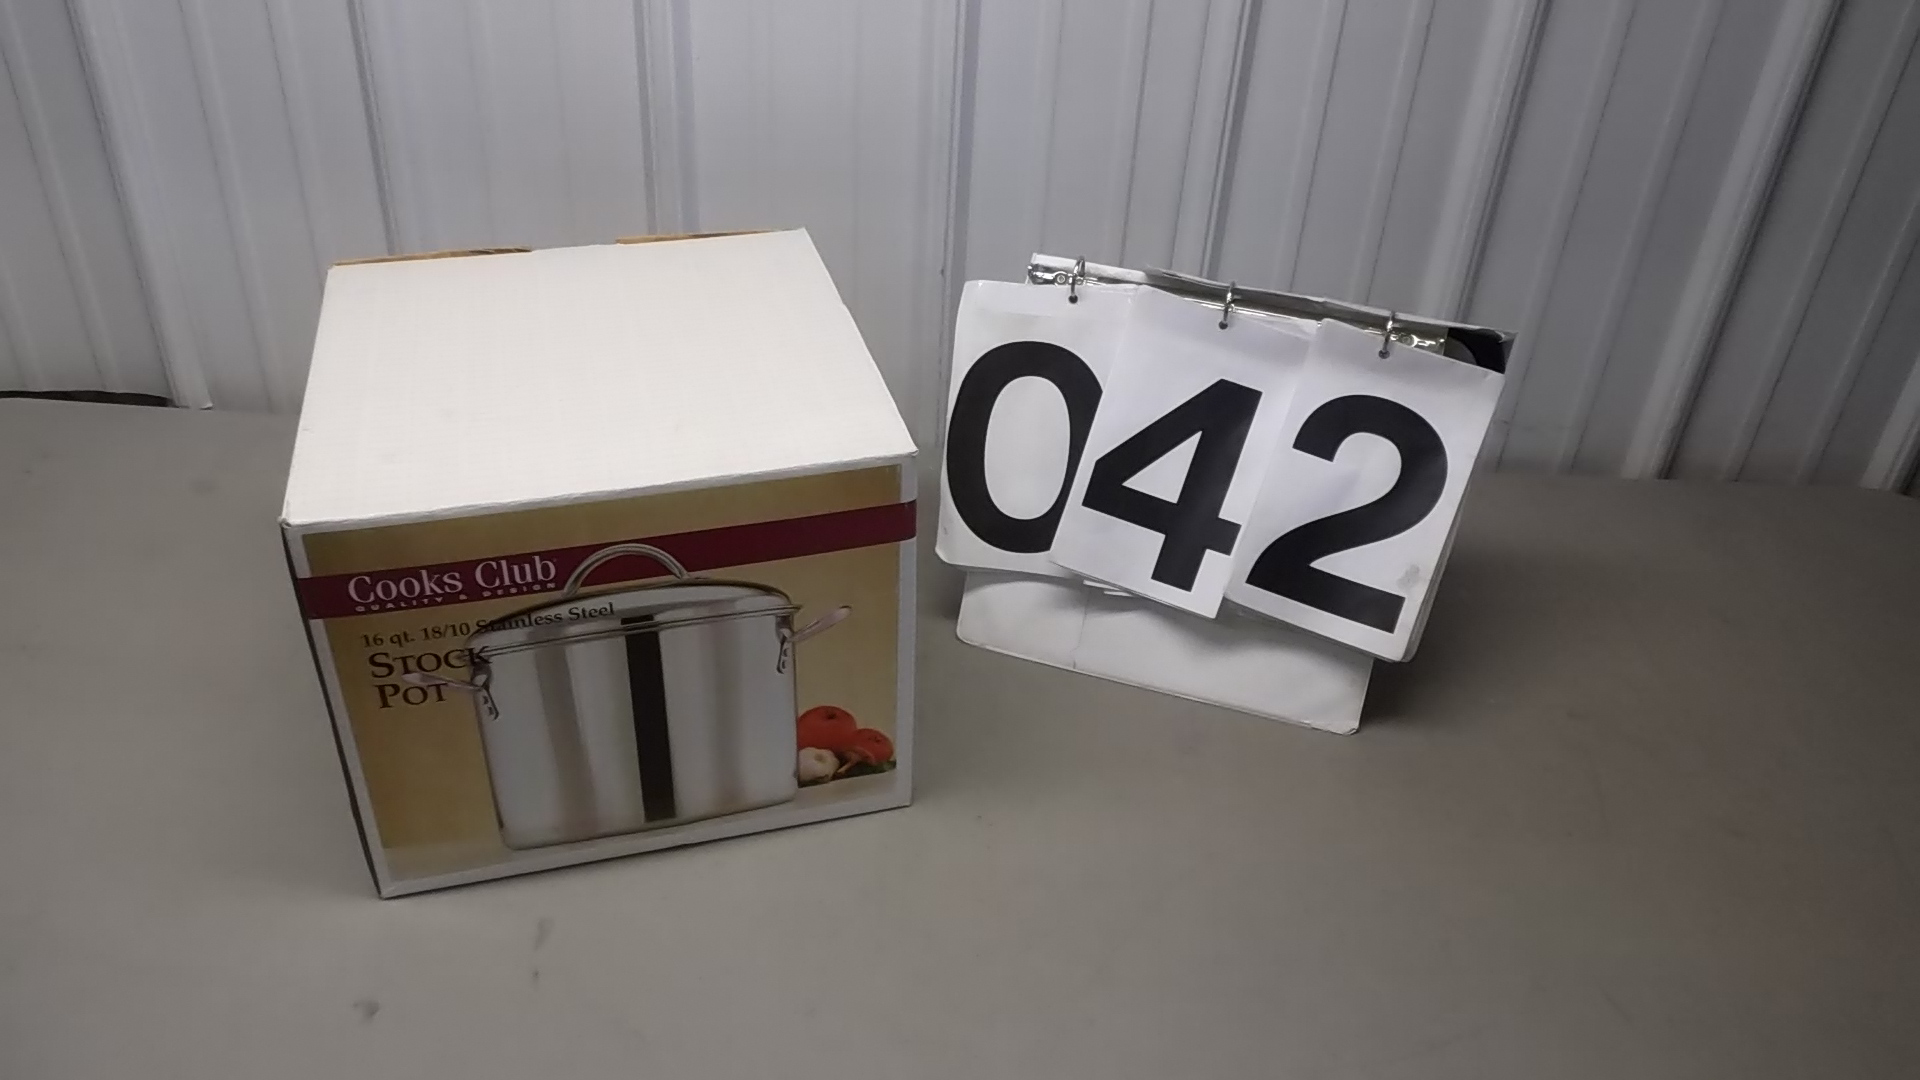 Cooks Club
QUALITY & DESIGN
16 qt. 18/10 Stainless Steel
STOCK
POT
042